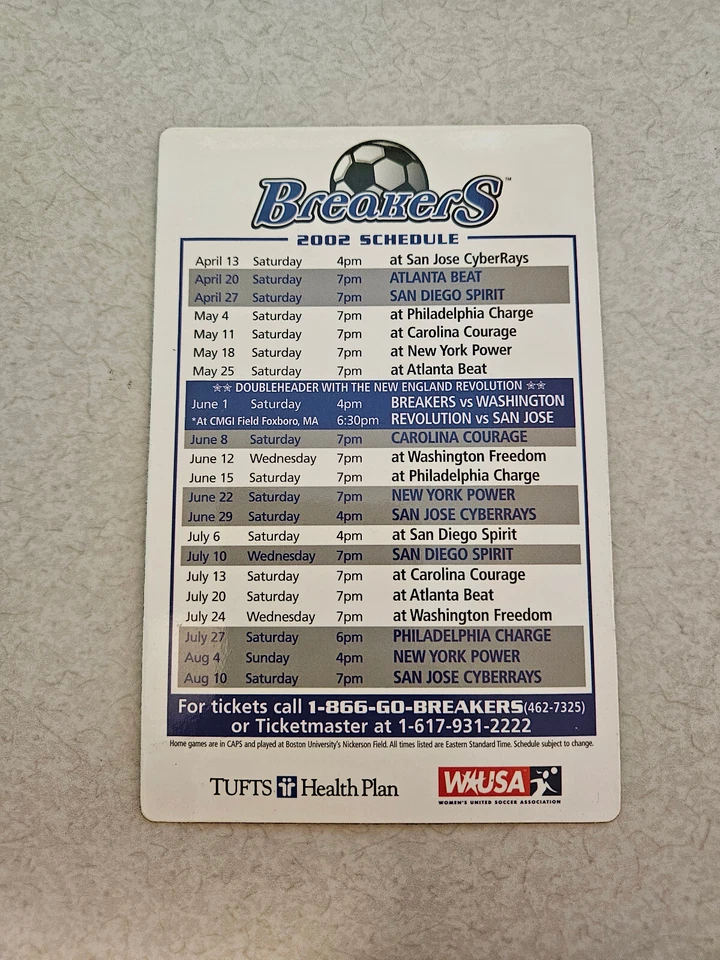 Breakers™
2002 SCHEDULE
April 13 Saturday 4pm at San Jose CyberRays
April 20 Saturday 7pm ATLANTA BEAT
April 27 Saturday 7pm SAN DIEGO SPIRIT
May 4 Saturday 7pm at Philadelphia Charge
May 11 Saturday 7pm at Carolina Courage
May 18 Saturday 7pm at New York Power
May 25 Saturday 7pm at Atlanta Beat
☆☆ DOUBLEHEADER WITH THE NEW ENGLAND REVOLUTION ☆☆
June 1 Saturday 4pm BREAKERS vs WASHINGTON
*At CMGI Field Foxboro, MA 6:30pm REVOLUTION vs SAN JOSE
June 8 Saturday 7pm CAROLINA COURAGE
June 12 Wednesday 7pm at Washington Freedom
June 15 Saturday 7pm at Philadelphia Charge
June 22 Saturday 7pm NEW YORK POWER
June 29 Saturday 4pm SAN JOSE CYBERRAYS
July 6 Saturday 4pm at San Diego Spirit
July 10 Wednesday 7pm SAN DIEGO SPIRIT
July 13 Saturday 7pm at Carolina Courage
July 20 Saturday 7pm at Atlanta Beat
July 24 Wednesday 7pm at Washington Freedom
July 27 Saturday 6pm PHILADELPHIA CHARGE
Aug 4 Sunday 4pm NEW YORK POWER
Aug 10 Saturday 7pm SAN JOSE CYBERRAYS
For tickets call 1-866-GO-BREAKERS(462-7325)
or Ticketmaster at 1-617-931-2222
Home games are in CAPS and played at Boston University's Nickerson Field. All times listed are Eastern Standard Time. Schedule subject to change.
TUFTS Health Plan
WUSA
WOMEN'S UNITED SOCCER ASSOCIATION